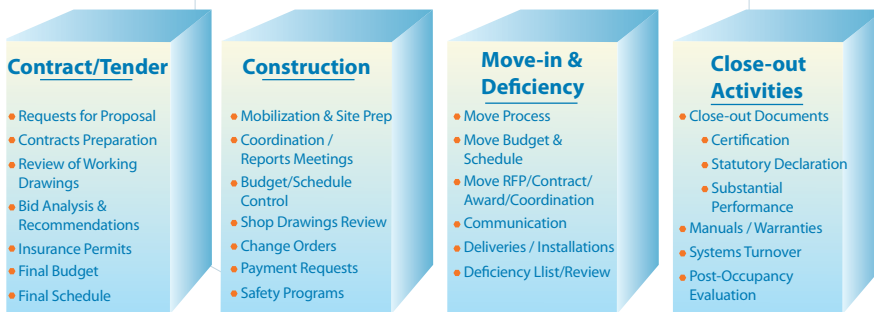 Contract/Tender
Requests for Proposal
Contracts Preparation
Review of Working
Drawings
Bid Analysis &
Recommendations
Insurance Permits
Final Budget
Final Schedule
Construction
Mobilization & Site Prep
Coordination /
Reports Meetings
Budget/Schedule
Control
Shop Drawings Review
Change Orders
Payment Requests
Safety Programs
Move-in &
Deficiency
Move Process
Move Budget &
Schedule
Move RFP/Contract/
Award/Coordination
Communication
Deliveries / Installations
Deficiency Llist/Review
Close-out
Activities
Close-out Documents
Certification
Statutory Declaration
Substantial
Performance
Manuals / Warranties
Systems Turnover
Post-Occupancy
Evaluation